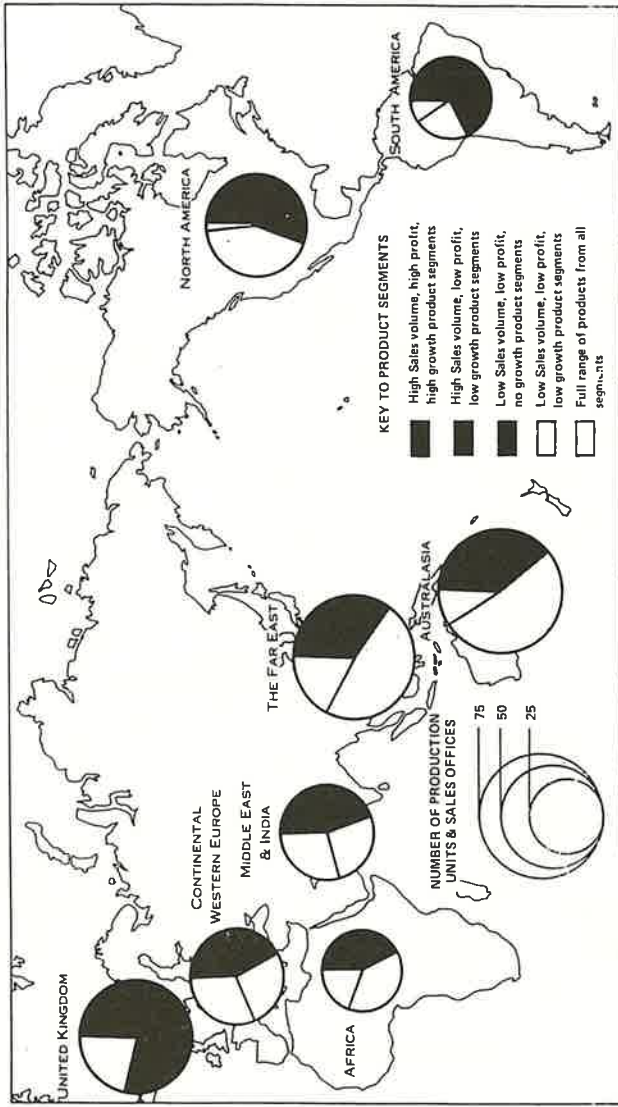 UNITED KINGDOM
CONTINENTAL
WESTERN EUROPE
MIDDLE EAST
& INDIA
AFRICA
THE FAR EAST
AUSTRALASIA
NORTH AMERICA
SOUTH AMERICA
NUMBER OF PRODUCTION
UNITS & SALES OFFICES
75
50
25
KEY TO PRODUCT SEGMENTS
High Sales volume, high profit,
high growth product segments
High Sales volume, low profit,
low growth product segments
Low Sales volume, low profit,
no growth product segments
Low Sales volume, low profit,
low growth product segments
Full range of products from all
segments